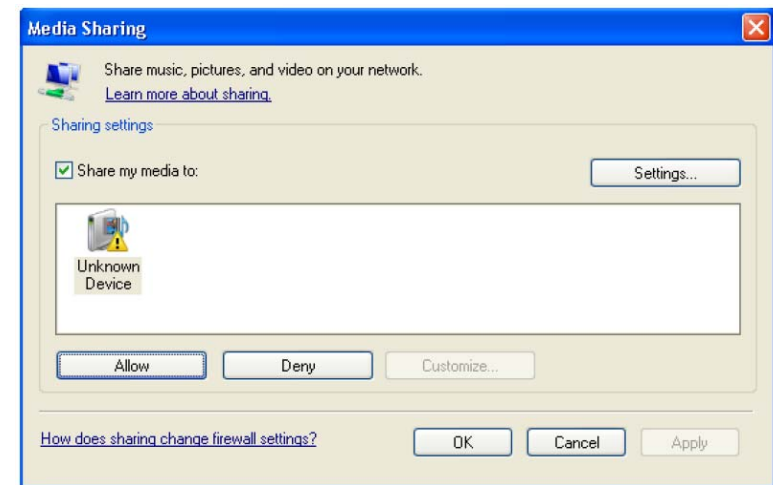 Media Sharing
Share music, pictures, and video on your network.
Learn more about sharing.
Sharing settings
Share my media to:
Settings...
Unknown
Device
Allow
Deny
Customize...
How does sharing change firewall settings?
OK
Cancel
Apply